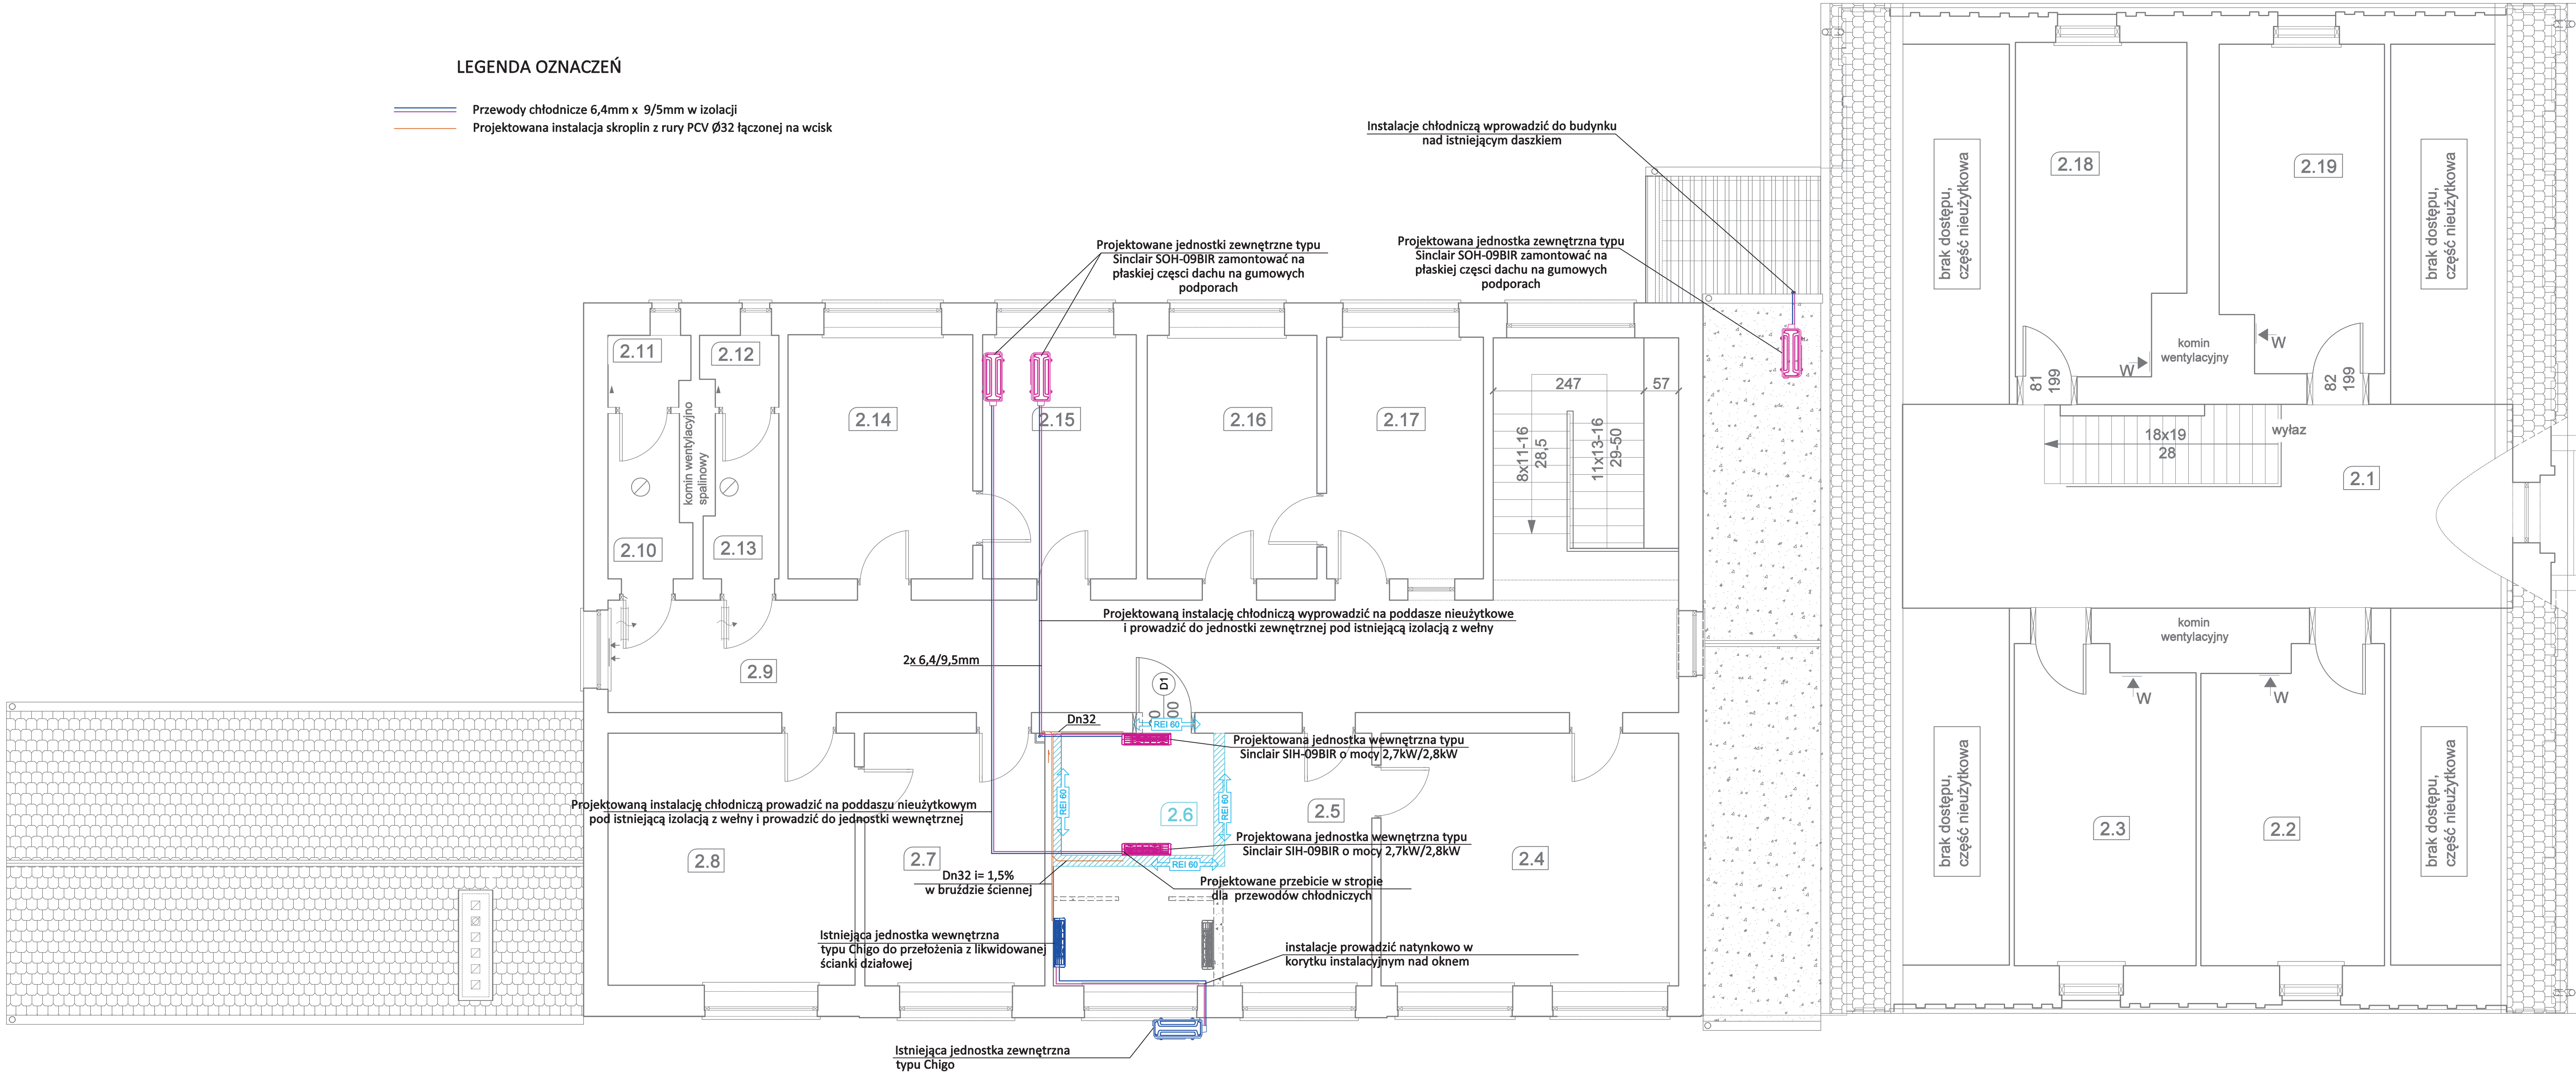 LEGENDA OZNACZEŃ
Przewody chłodnicze 6,4mm x 9/5mm w izolacji
Projektowana instalacja skroplin z rury PCV Ø32 łączonej na wcisk
Instalacje chłodniczą wprowadzić do budynku
nad istniejącym daszkiem
Projektowane jednostki zewnętrzne typu
Sinclair SOH-09BIR zamontować na
płaskiej częsci dachu na gumowych
podporach
Projektowana jednostka zewnętrzna typu
Sinclair SOH-09BIR zamontować na
płaskiej częsci dachu na gumowych
podporach
brak dostępu,
część nieużytkowa
2.18
2.19
brak dostępu,
część nieużytkowa
2.11
2.12
komin wentylacyjno
spalinowy
2.10
2.13
2.14
2.15
2.16
2.17
247
57
8x11-16
28,5
11x13-16
29-50
W
komin
wentylacyjny
W
81
199
82
199
18x19
28
wyłaz
2.1
Projektowaną instalację chłodniczą wyprowadzić na poddasze nieużytkowe
i prowadzić do jednostki zewnętrznej pod istniejącą izolacją z wełny
2x 6,4/9,5mm
2.9
D1
00
REI 60
Dn32
Projektowana jednostka wewnętrzna typu
Sinclair SIH-09BIR o mocy 2,7kW/2,8kW
Projektowaną instalację chłodniczą prowadzić na poddaszu nieużytkowym
pod istniejącą izolacją z wełny i prowadzić do jednostki wewnętrznej
REI 60
2.6
REI 60
2.5
Projektowana jednostka wewnętrzna typu
Sinclair SIH-09BIR o mocy 2,7kW/2,8kW
2.8
2.7
REI 60
2.4
Dn32 i= 1,5%
w bruździe ściennej
Projektowane przebicie w stropie
dla przewodów chłodniczych
Istniejąca jednostka wewnętrzna
typu Chigo do przełożenia z likwidowanej
ścianki działowej
instalacje prowadzić natynkowo w
korytku instalacyjnym nad oknem
Istniejąca jednostka zewnętrzna
typu Chigo
komin
wentylacyjny
W
W
brak dostępu,
część nieużytkowa
2.3
2.2
brak dostępu,
część nieużytkowa